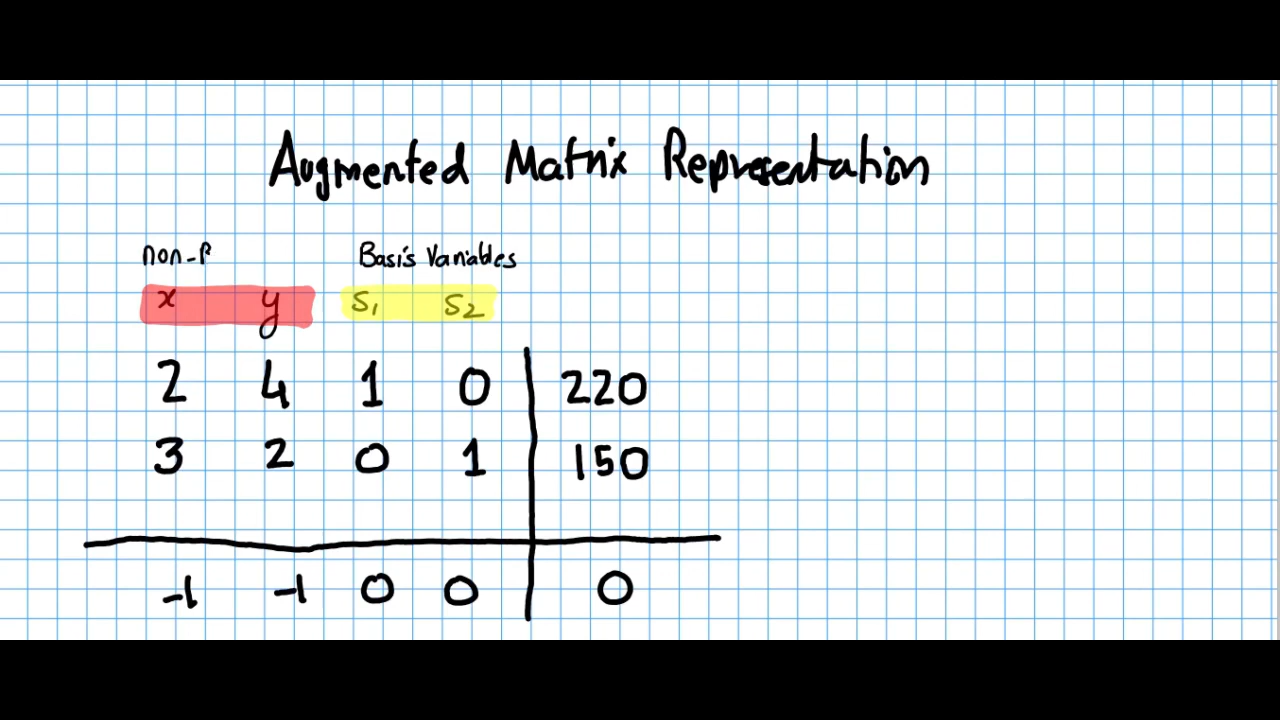 Augmented Matrix Representation
non-B Basis Variables
x y S1 S2
2 4 1 0 220
3 2 0 1 150
-1 -1 0 0 0